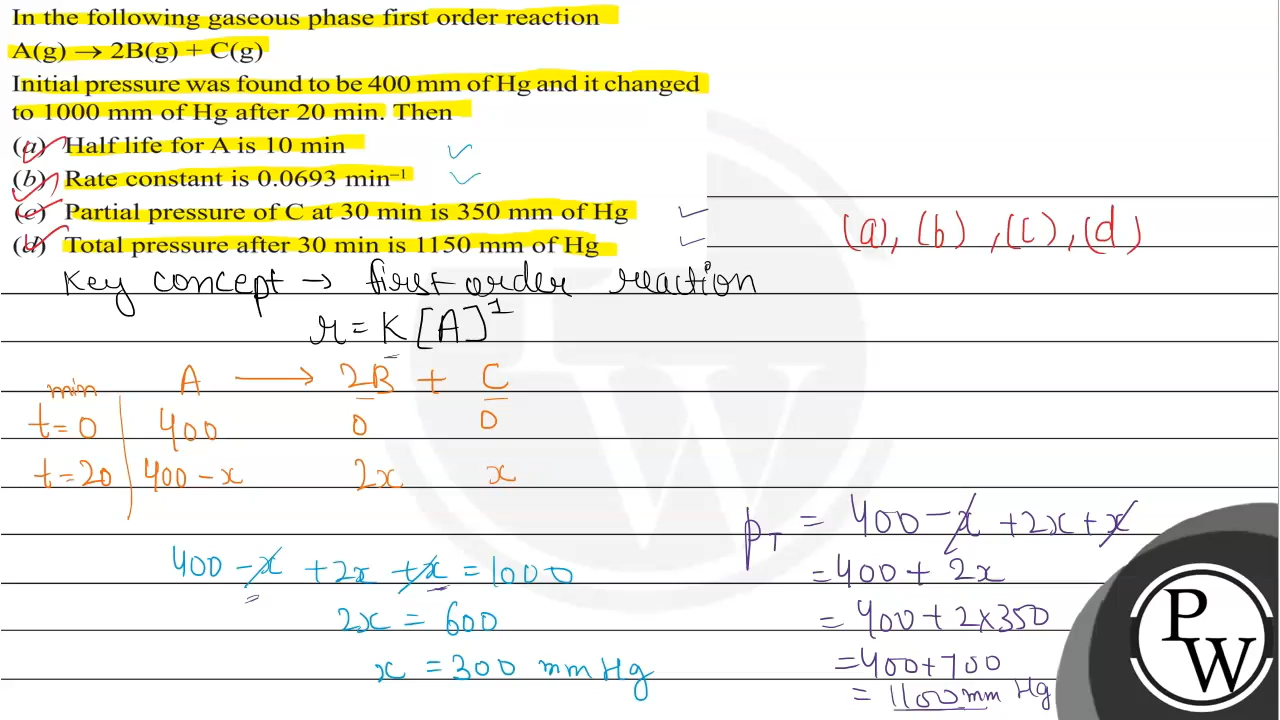 In the following gaseous phase first order reaction
A(g) → 2B(g) + C(g)
Initial pressure was found to be 400 mm of Hg and it changed
to 1000 mm of Hg after 20 min. Then
(a) Half life for A is 10 min
(b) Rate constant is 0.0693 min⁻¹
(c) Partial pressure of C at 30 min is 350 mm of Hg
(d) Total pressure after 30 min is 1150 mm of Hg
(a), (b), (c), (d)
Key concept → first order reaction
r = K[A]¹
min A → 2B + C
t=0 400 0 0
t=20 400-x 2x x
400 - x + 2x + x = 1000
2x = 600
x = 300 mm Hg
pT = 400 - x + 2x + x
= 400 + 2x
= 400 + 2×350
= 400 + 700
= 1100 mm Hg
PW